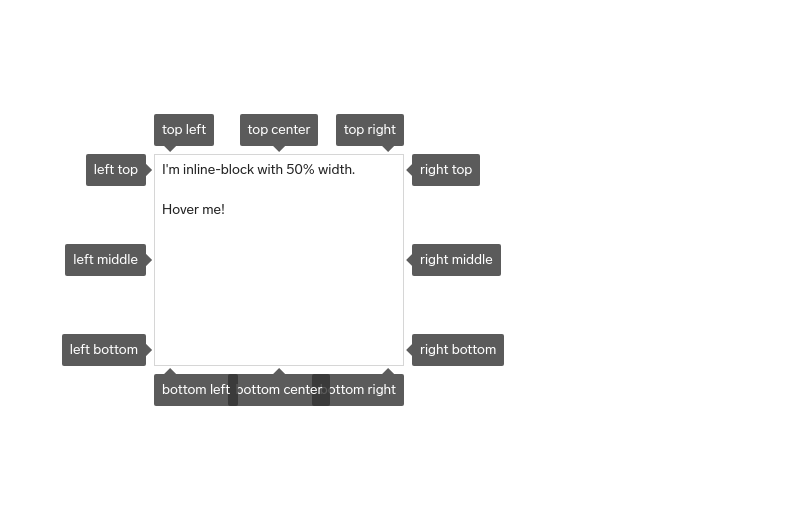 top left top center top right
left top I'm inline-block with 50% width. right top
Hover me!
left middle right middle
left bottom right bottom
bottom left bottom center bottom right